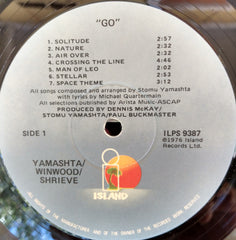 "GO"
1 SOLITUDE 2:57
2 NATURE 2:32
3 AIR OVER 2:32
4 CROSSING THE LINE 4:46
5 MAN OF LEO 2:02
6 STELLAR 2:53
7 SPACE THEME 3:12
All songs composed and arranged by Stomu Yamashta
with lyrics by Michael Quartermain
All selections published by Arista Music-ASCAP
PRODUCED BY DENNIS McKAY/
STOMU YAMASHTA/PAUL BUCKMASTER
SIDE 1
ILPS 9387
℗1976 Island
Records Ltd.
YAMASHTA/
WINWOOD/
SHRIEVE
ISLAND